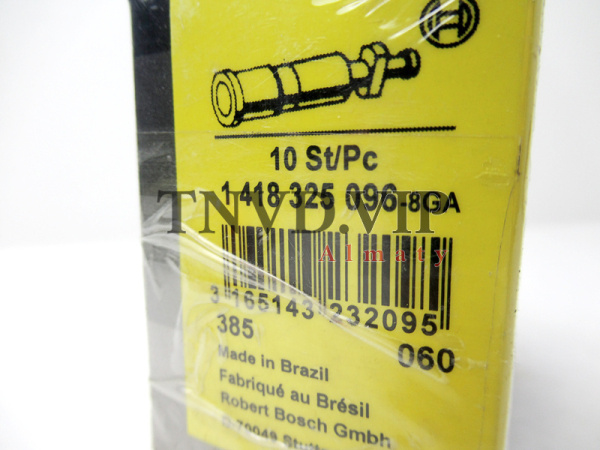 10 St/Pc
1 418 325 096-8GA
TNVD.VIP
Almaty
3 165143 232095
385
060
Made in Brazil
Fabriqué au Brésil
Robert Bosch Gmbh
D-70049